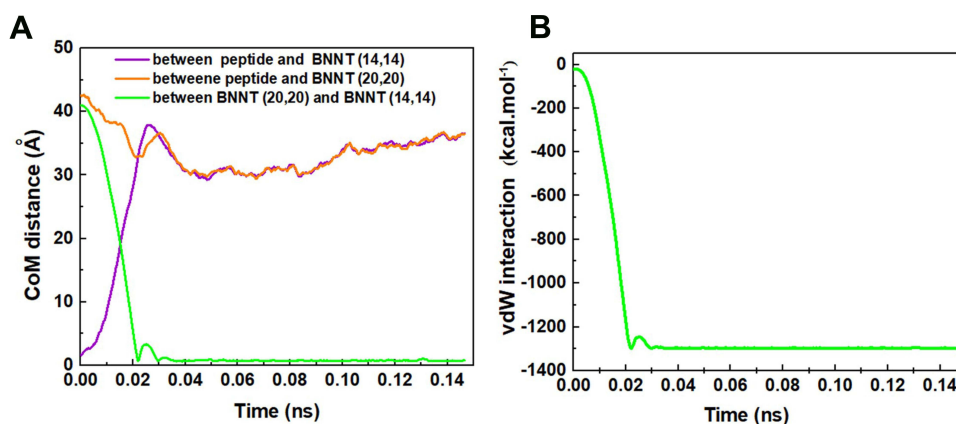 A
50
40
30
20
10
0
CoM distance (Å)
between peptide and BNNT (14,14)
betweene peptide and BNNT (20,20)
between BNNT (20,20) and BNNT (14,14)
0.00 0.02 0.04 0.06 0.08 0.10 0.12 0.14
Time (ns)
B
0
-200
-400
-600
-800
-1000
-1200
-1400
vdW interaction (kcal.mol⁻¹)
0.00 0.02 0.04 0.06 0.08 0.10 0.12 0.14
Time (ns)